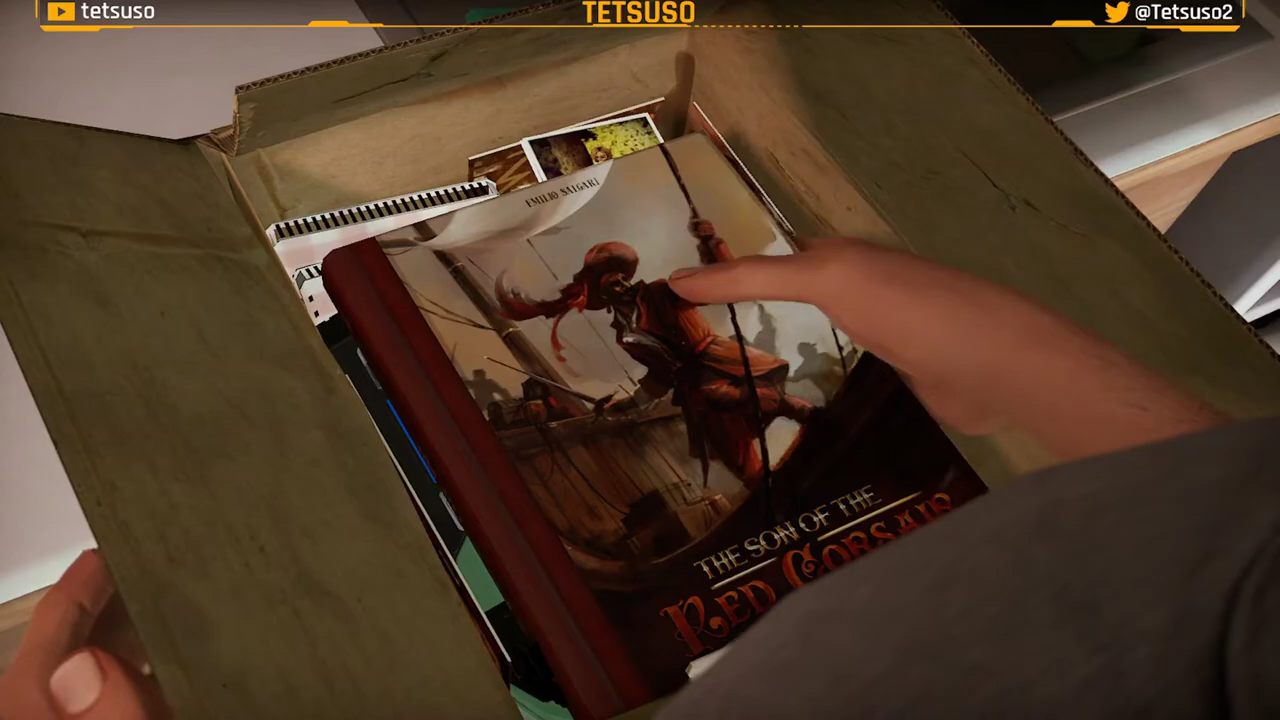 tetsuso
TETSUSO
@Tetsuso2
EMILIO SALGARI
THE SON OF THE
RED CORSAIR